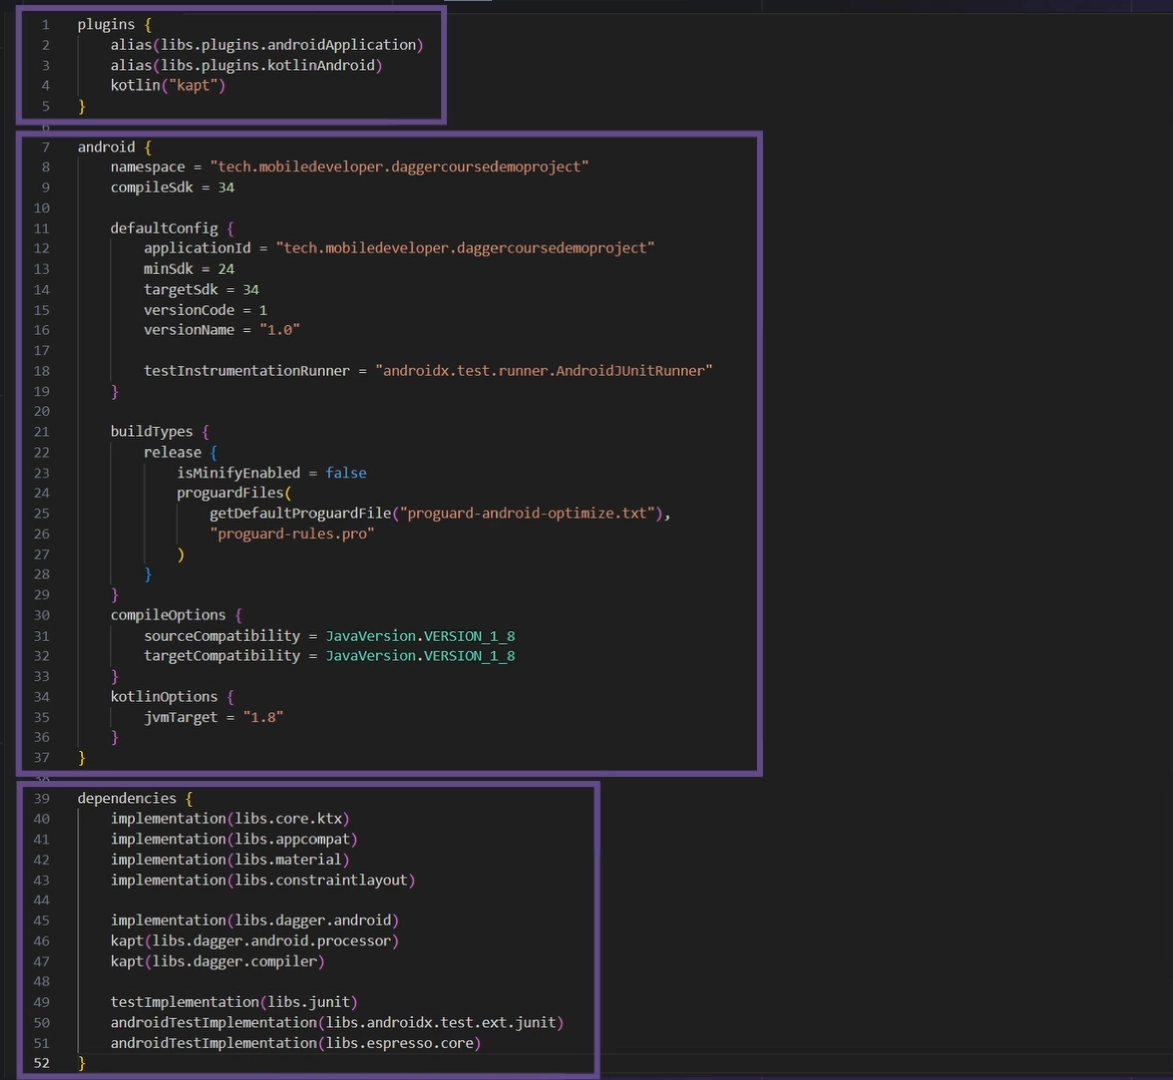 1 plugins {
2 alias(libs.plugins.androidApplication)
3 alias(libs.plugins.kotlinAndroid)
4 kotlin("kapt")
5 }
6
7 android {
8 namespace = "tech.mobiledeveloper.daggercoursedemoproject"
9 compileSdk = 34
10
11 defaultConfig {
12 applicationId = "tech.mobiledeveloper.daggercoursedemoproject"
13 minSdk = 24
14 targetSdk = 34
15 versionCode = 1
16 versionName = "1.0"
17
18 testInstrumentationRunner = "androidx.test.runner.AndroidJUnitRunner"
19 }
20
21 buildTypes {
22 release {
23 isMinifyEnabled = false
24 proguardFiles(
25 getDefaultProguardFile("proguard-android-optimize.txt"),
26 "proguard-rules.pro"
27 )
28 }
29 }
30 compileOptions {
31 sourceCompatibility = JavaVersion.VERSION_1_8
32 targetCompatibility = JavaVersion.VERSION_1_8
33 }
34 kotlinOptions {
35 jvmTarget = "1.8"
36 }
37 }
38
39 dependencies {
40 implementation(libs.core.ktx)
41 implementation(libs.appcompat)
42 implementation(libs.material)
43 implementation(libs.constraintlayout)
44
45 implementation(libs.dagger.android)
46 kapt(libs.dagger.android.processor)
47 kapt(libs.dagger.compiler)
48
49 testImplementation(libs.junit)
50 androidTestImplementation(libs.androidx.test.ext.junit)
51 androidTestImplementation(libs.espresso.core)
52 }